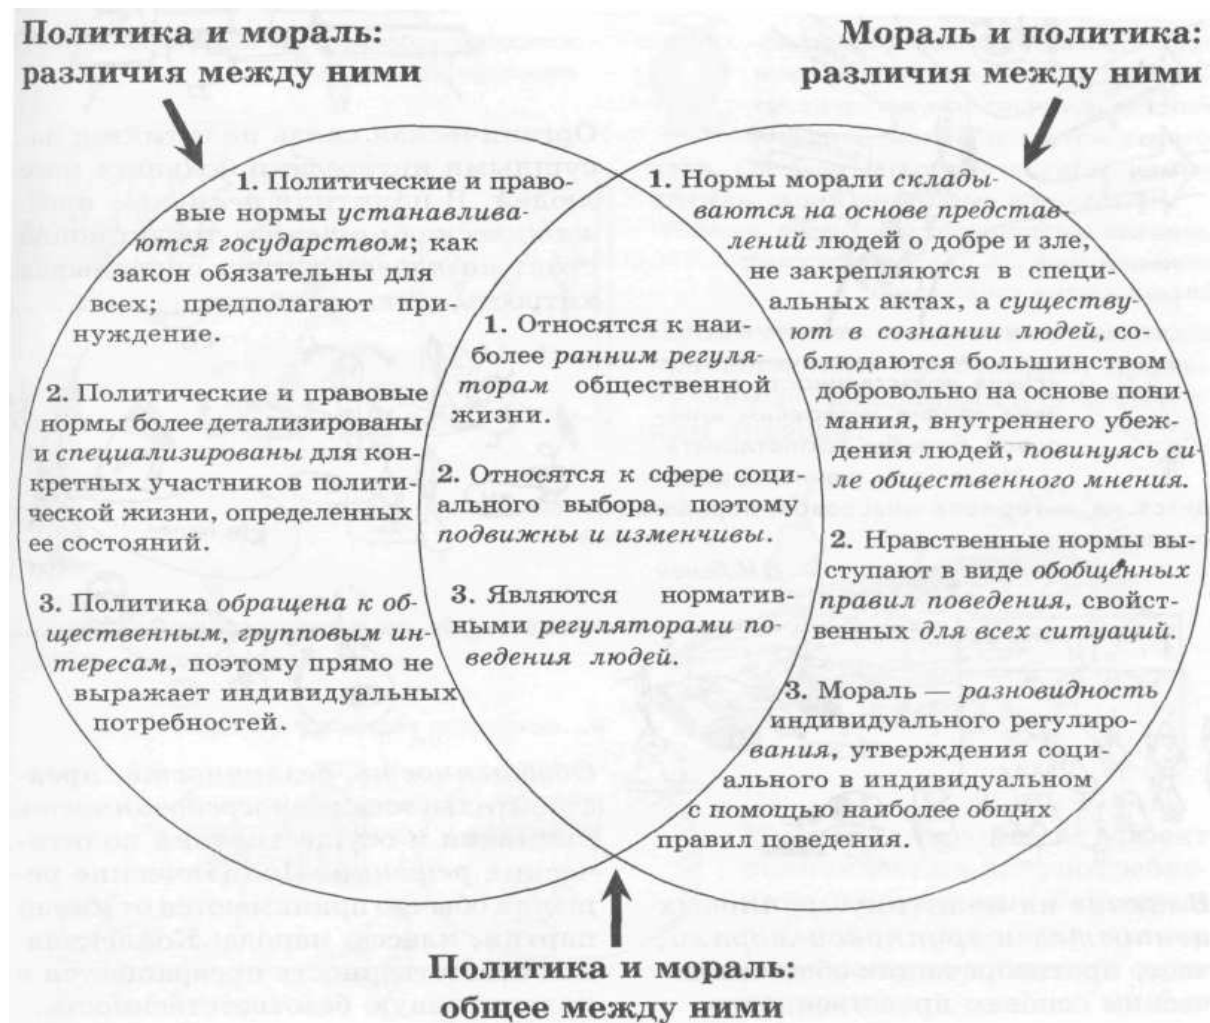 Политика и мораль:
различия между ними
Мораль и политика:
различия между ними
1. Политические и право-
вые нормы устанавлива-
ются государством; как
закон обязательны для
всех; предполагают при-
нуждение.
2. Политические и правовые
нормы более детализированы
и специализированы для кон-
кретных участников полити-
ческой жизни, определенных
ее состояний.
3. Политика обращена к об-
щественным, групповым ин-
тересам, поэтому прямо не
выражает индивидуальных
потребностей.
1. Относятся к наи-
более ранним регуля-
торам общественной
жизни.
2. Относятся к сфере соци-
ального выбора, поэтому
подвижны и изменчивы.
3. Являются норматив-
ными регуляторами по-
ведения людей.
1. Нормы морали склады-
ваются на основе представ-
лений людей о добре и зле,
не закрепляются в специ-
альных актах, а существу-
ют в сознании людей, со-
блюдаются большинством
добровольно на основе пони-
мания, внутреннего убеж-
дения людей, повинуясь си-
ле общественного мнения.
2. Нравственные нормы вы-
ступают в виде обобщенных
правил поведения, свойст-
венных для всех ситуаций.
3. Мораль — разновидность
индивидуального регулиро-
вания, утверждения соци-
ального в индивидуальном
с помощью наиболее общих
правил поведения.
Политика и мораль:
общее между ними